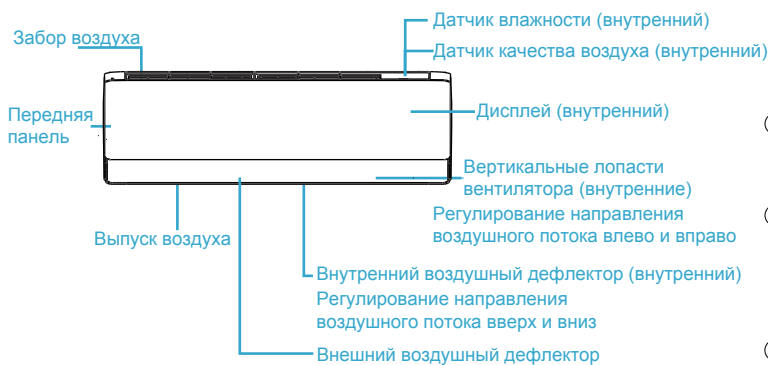 Забор воздуха
Датчик влажности (внутренний)
Датчик качества воздуха (внутренний)
Передняя
панель
Дисплей (внутренний)
Вертикальные лопасти
вентилятора (внутренние)
Регулирование направления
воздушного потока влево и вправо
Выпуск воздуха
Внутренний воздушный дефлектор (внутренний)
Регулирование направления
воздушного потока вверх и вниз
Внешний воздушный дефлектор